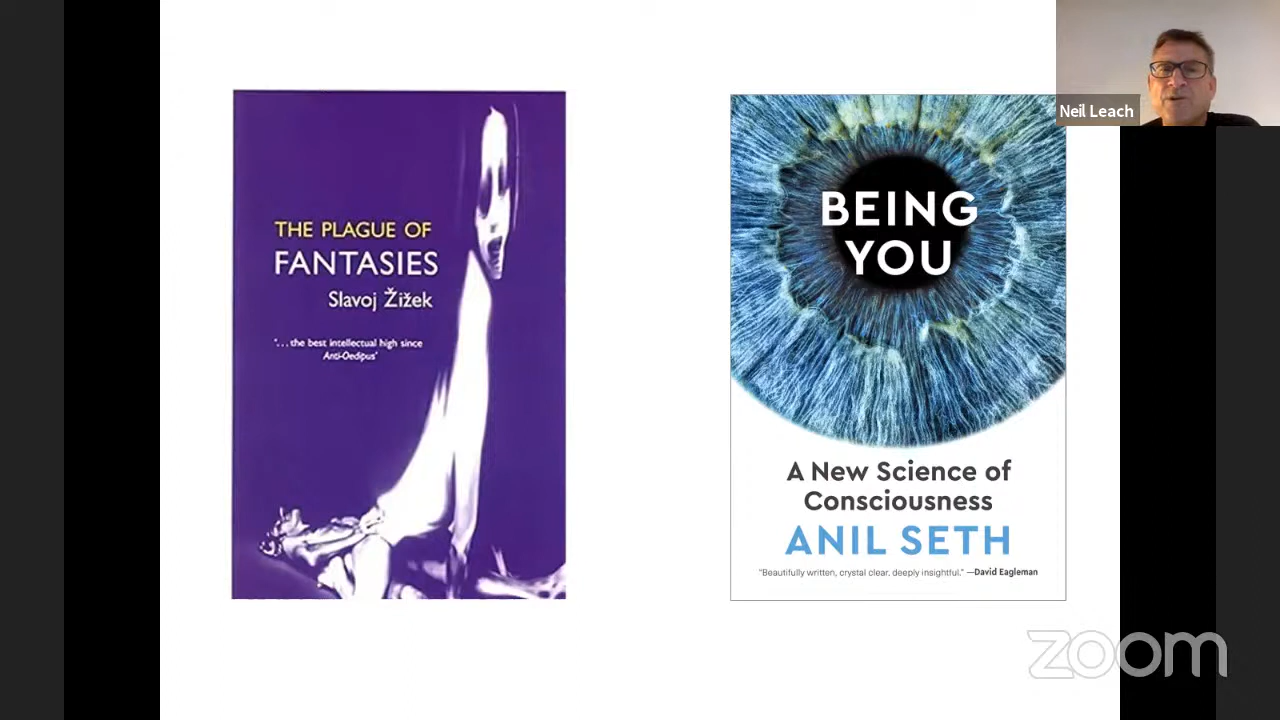 THE PLAGUE OF
FANTASIES
Slavoj Žižek
'...the best intellectual high since
Anti-Oedipus'
BEING
YOU
A New Science of
Consciousness
ANIL SETH
"Beautifully written, crystal clear, deeply insightful." —David Eagleman
Neil Leach
zoom